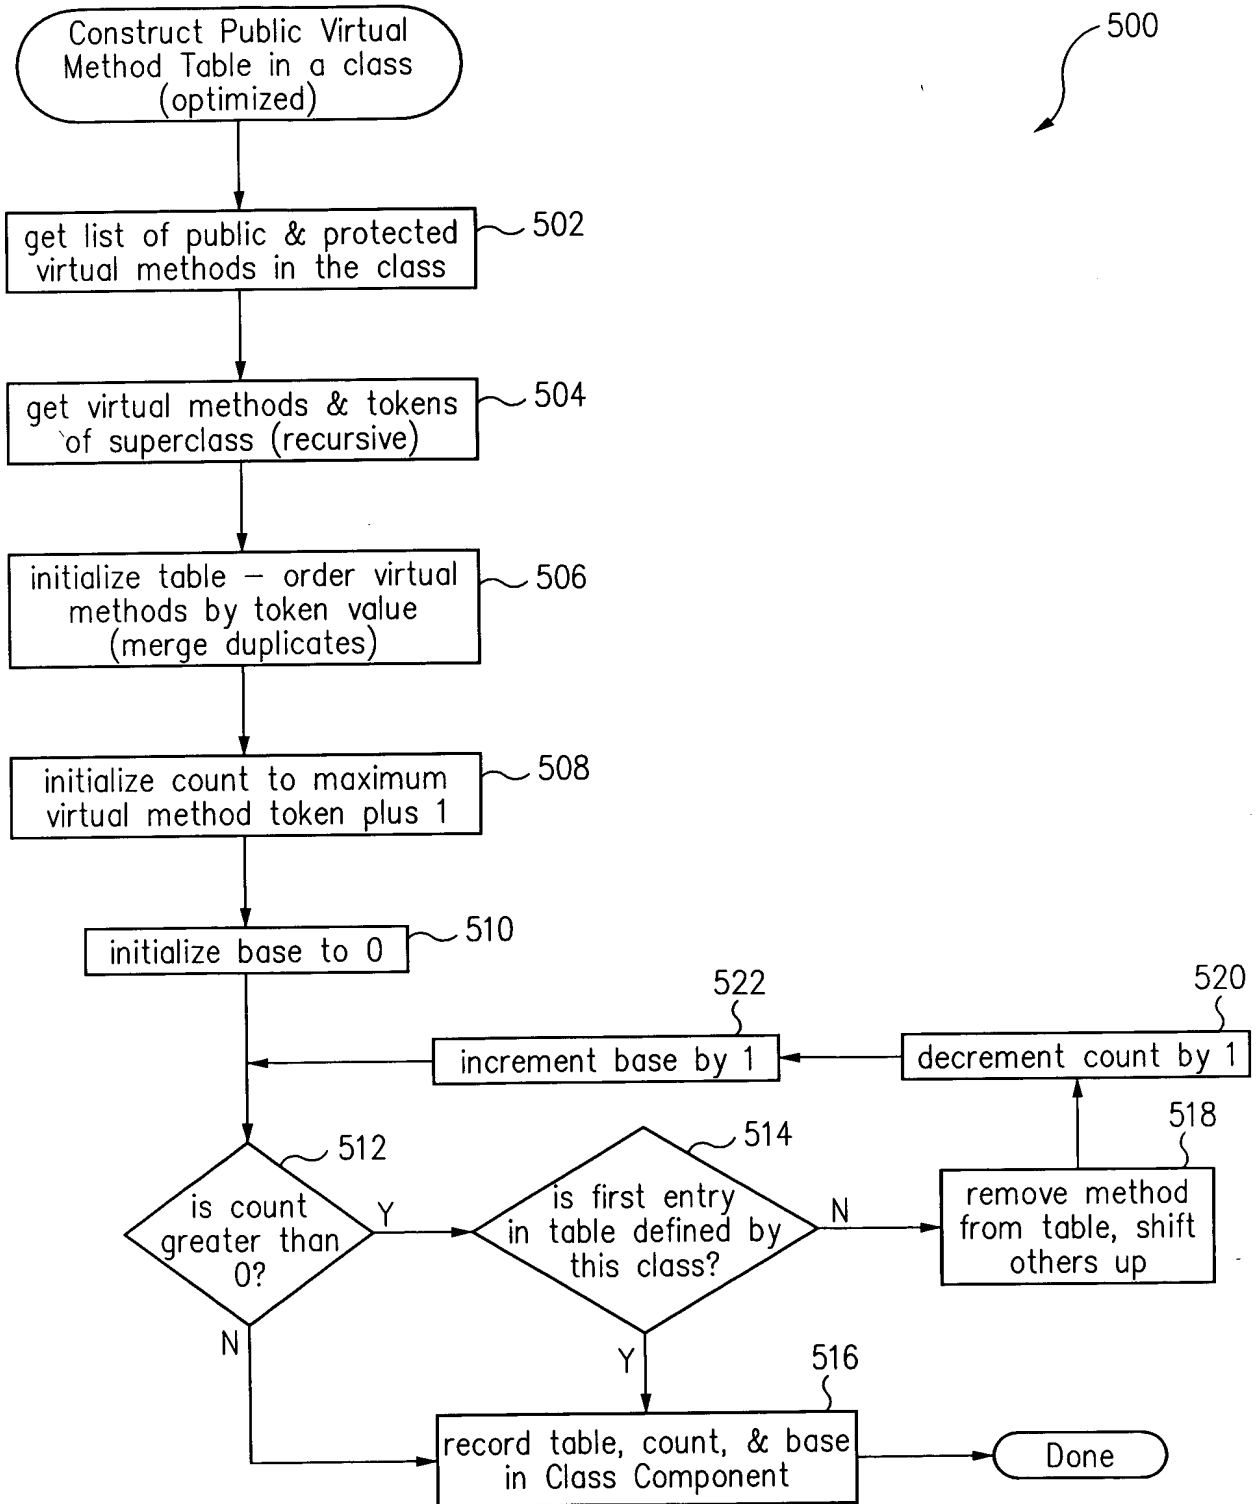 Construct Public Virtual
Method Table in a class
(optimized)
500
get list of public & protected
virtual methods in the class
502
get virtual methods & tokens
of superclass (recursive)
504
initialize table – order virtual
methods by token value
(merge duplicates)
506
initialize count to maximum
virtual method token plus 1
508
initialize base to 0
510
522
520
increment base by 1
decrement count by 1
512
514
518
is count
greater than
0?
Y
is first entry
in table defined by
this class?
N
remove method
from table, shift
others up
N
Y
516
record table, count, & base
in Class Component
Done